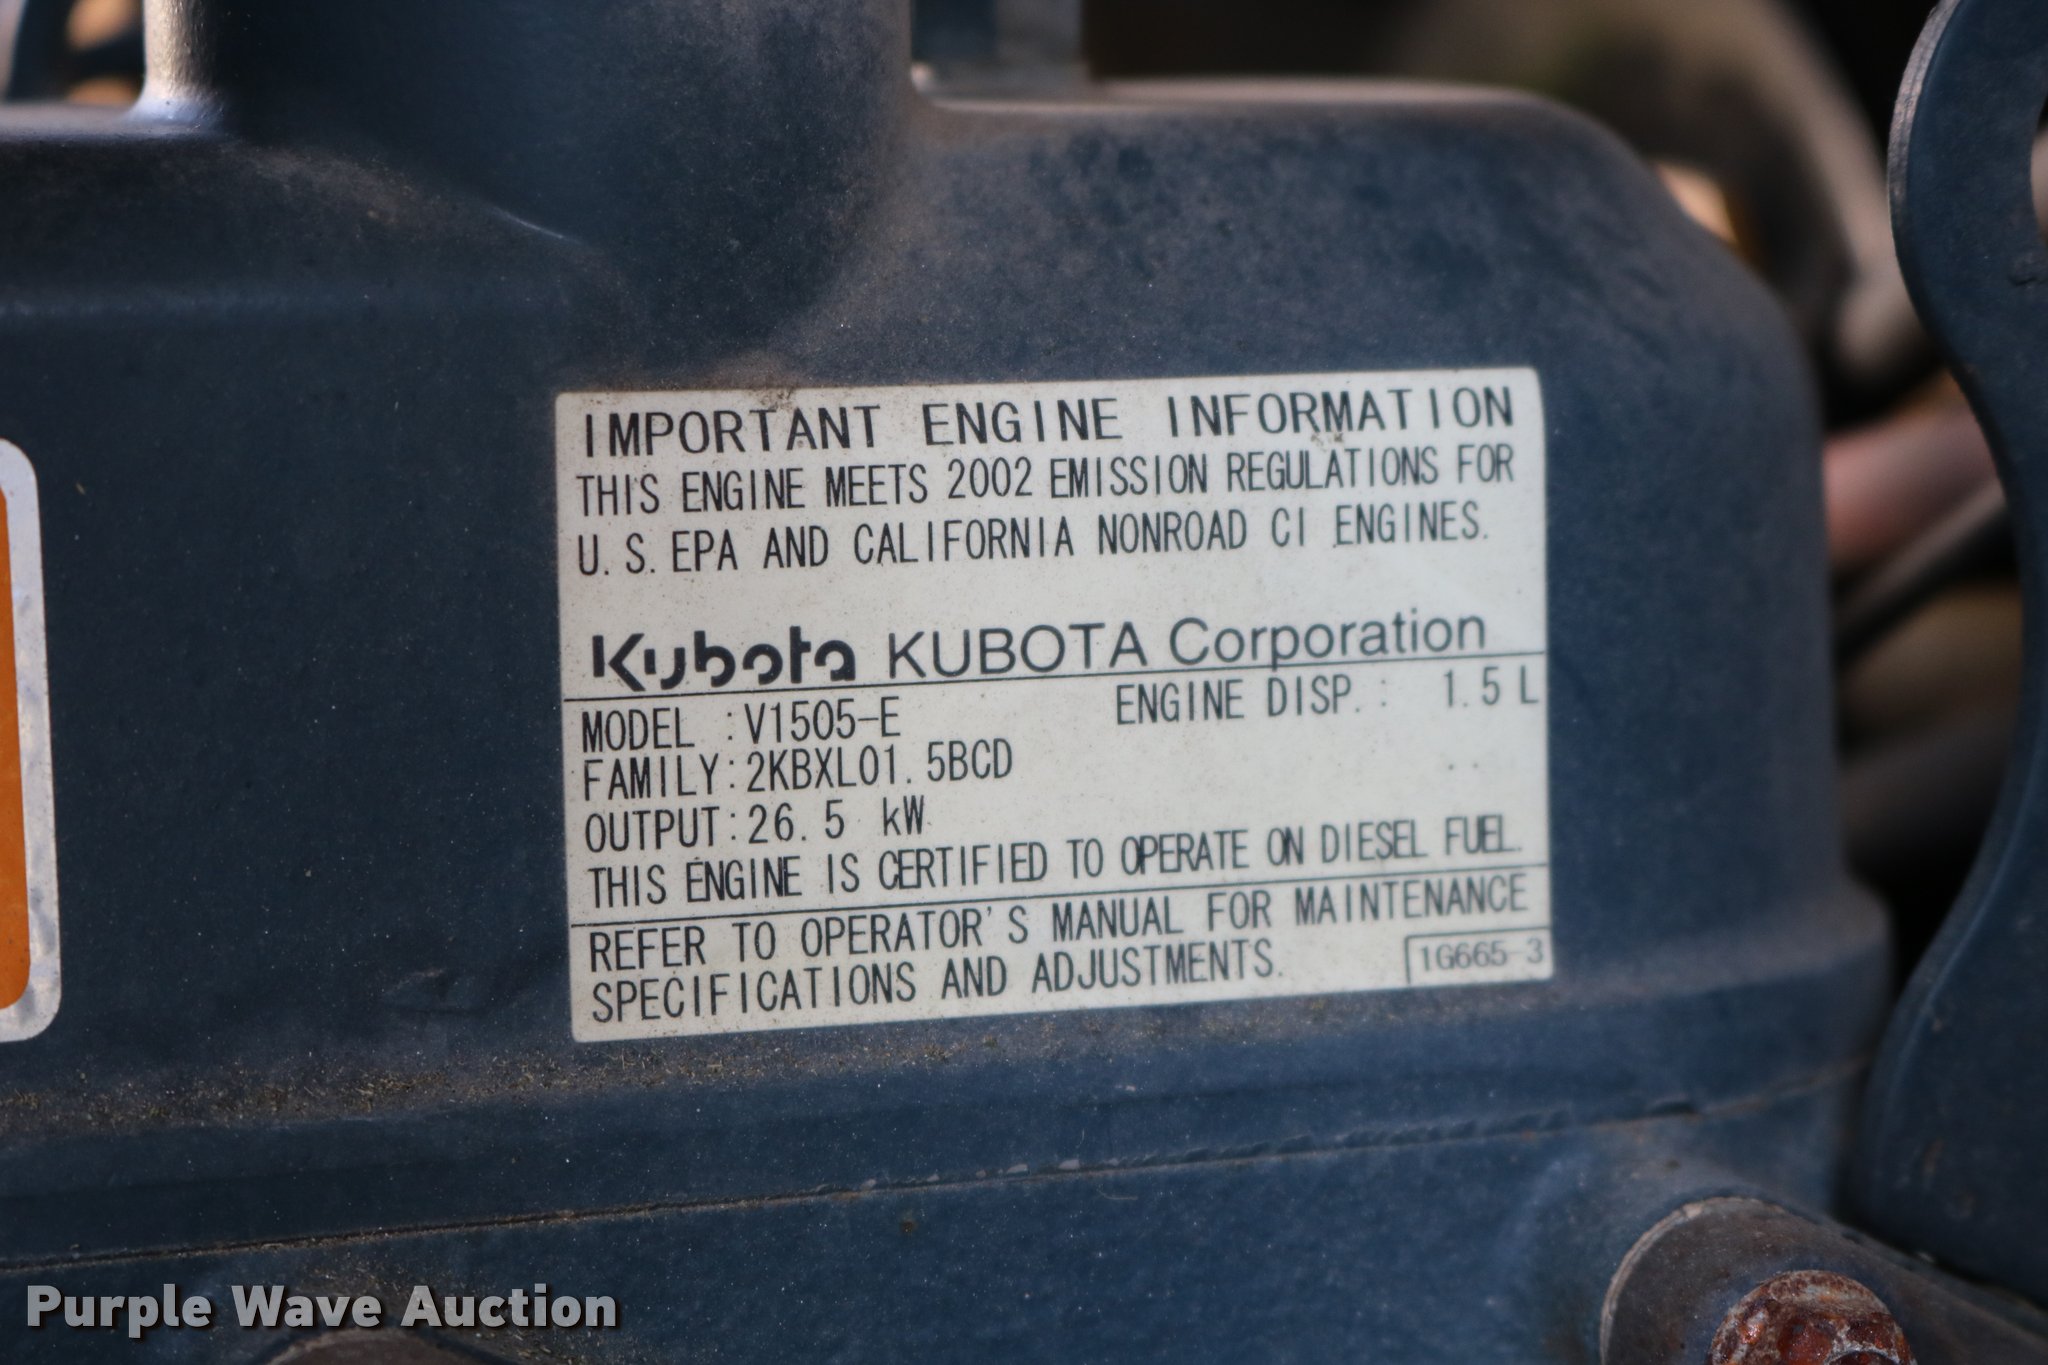 IMPORTANT ENGINE INFORMATION
THIS ENGINE MEETS 2002 EMISSION REGULATIONS FOR
U.S.EPA AND CALIFORNIA NONROAD CI ENGINES.
Kubota KUBOTA Corporation
MODEL :V1505-E ENGINE DISP.: 1.5L
FAMILY:2KBXL01.5BCD
OUTPUT:26.5 kW
THIS ENGINE IS CERTIFIED TO OPERATE ON DIESEL FUEL.
REFER TO OPERATOR'S MANUAL FOR MAINTENANCE
SPECIFICATIONS AND ADJUSTMENTS.
1G665-3
Purple Wave Auction